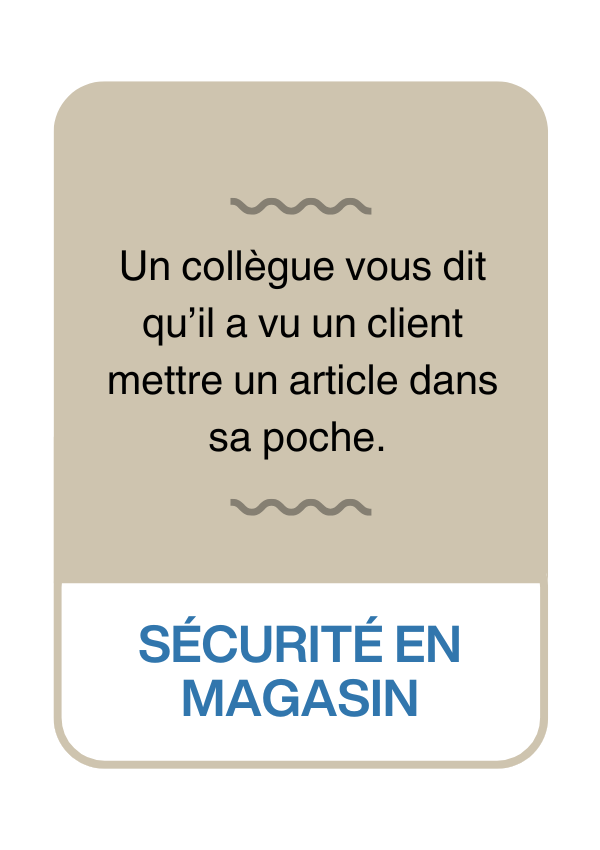 Un collègue vous dit
qu’il a vu un client
mettre un article dans
sa poche.
SÉCURITÉ EN
MAGASIN